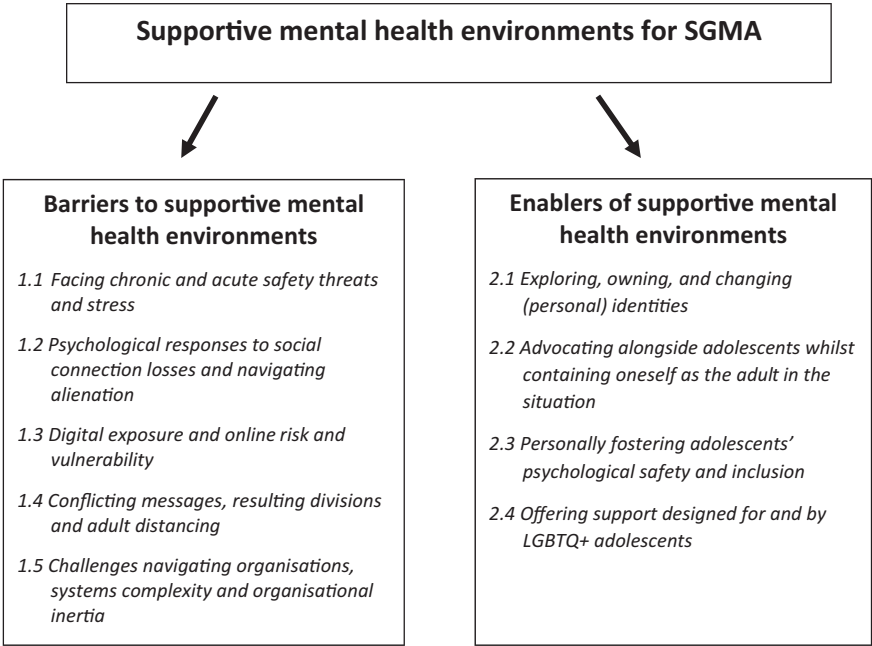 Supportive mental health environments for SGMA
Barriers to supportive mental
health environments
1.1 Facing chronic and acute safety threats
and stress
1.2 Psychological responses to social
connection losses and navigating
alienation
1.3 Digital exposure and online risk and
vulnerability
1.4 Conflicting messages, resulting divisions
and adult distancing
1.5 Challenges navigating organisations,
systems complexity and organisational
inertia
Enablers of supportive mental
health environments
2.1 Exploring, owning, and changing
(personal) identities
2.2 Advocating alongside adolescents whilst
containing oneself as the adult in the
situation
2.3 Personally fostering adolescents’
psychological safety and inclusion
2.4 Offering support designed for and by
LGBTQ+ adolescents